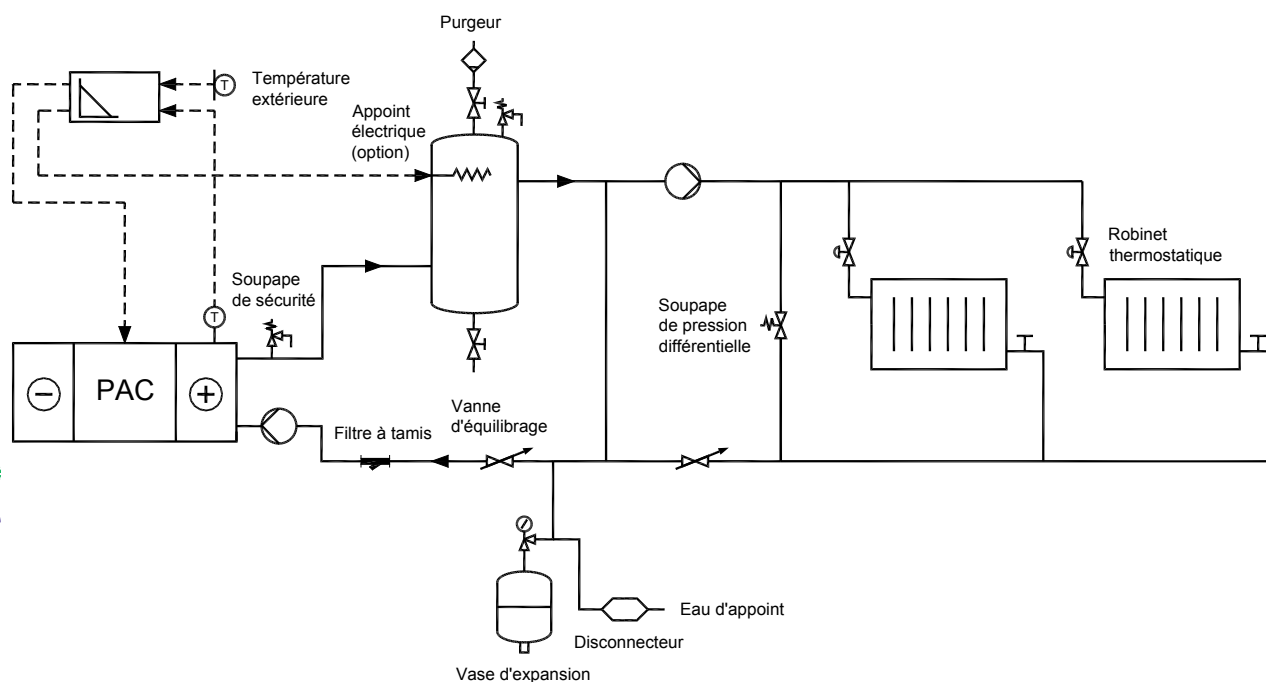 Purgeur
T
Température
extérieure
Appoint
électrique
(option)
Robinet
thermostatique
Soupape
de sécurité
T
Soupape
de pression
différentielle
PAC
Vanne
d'équilibrage
Filtre à tamis
Eau d'appoint
Disconnecteur
Vase d'expansion